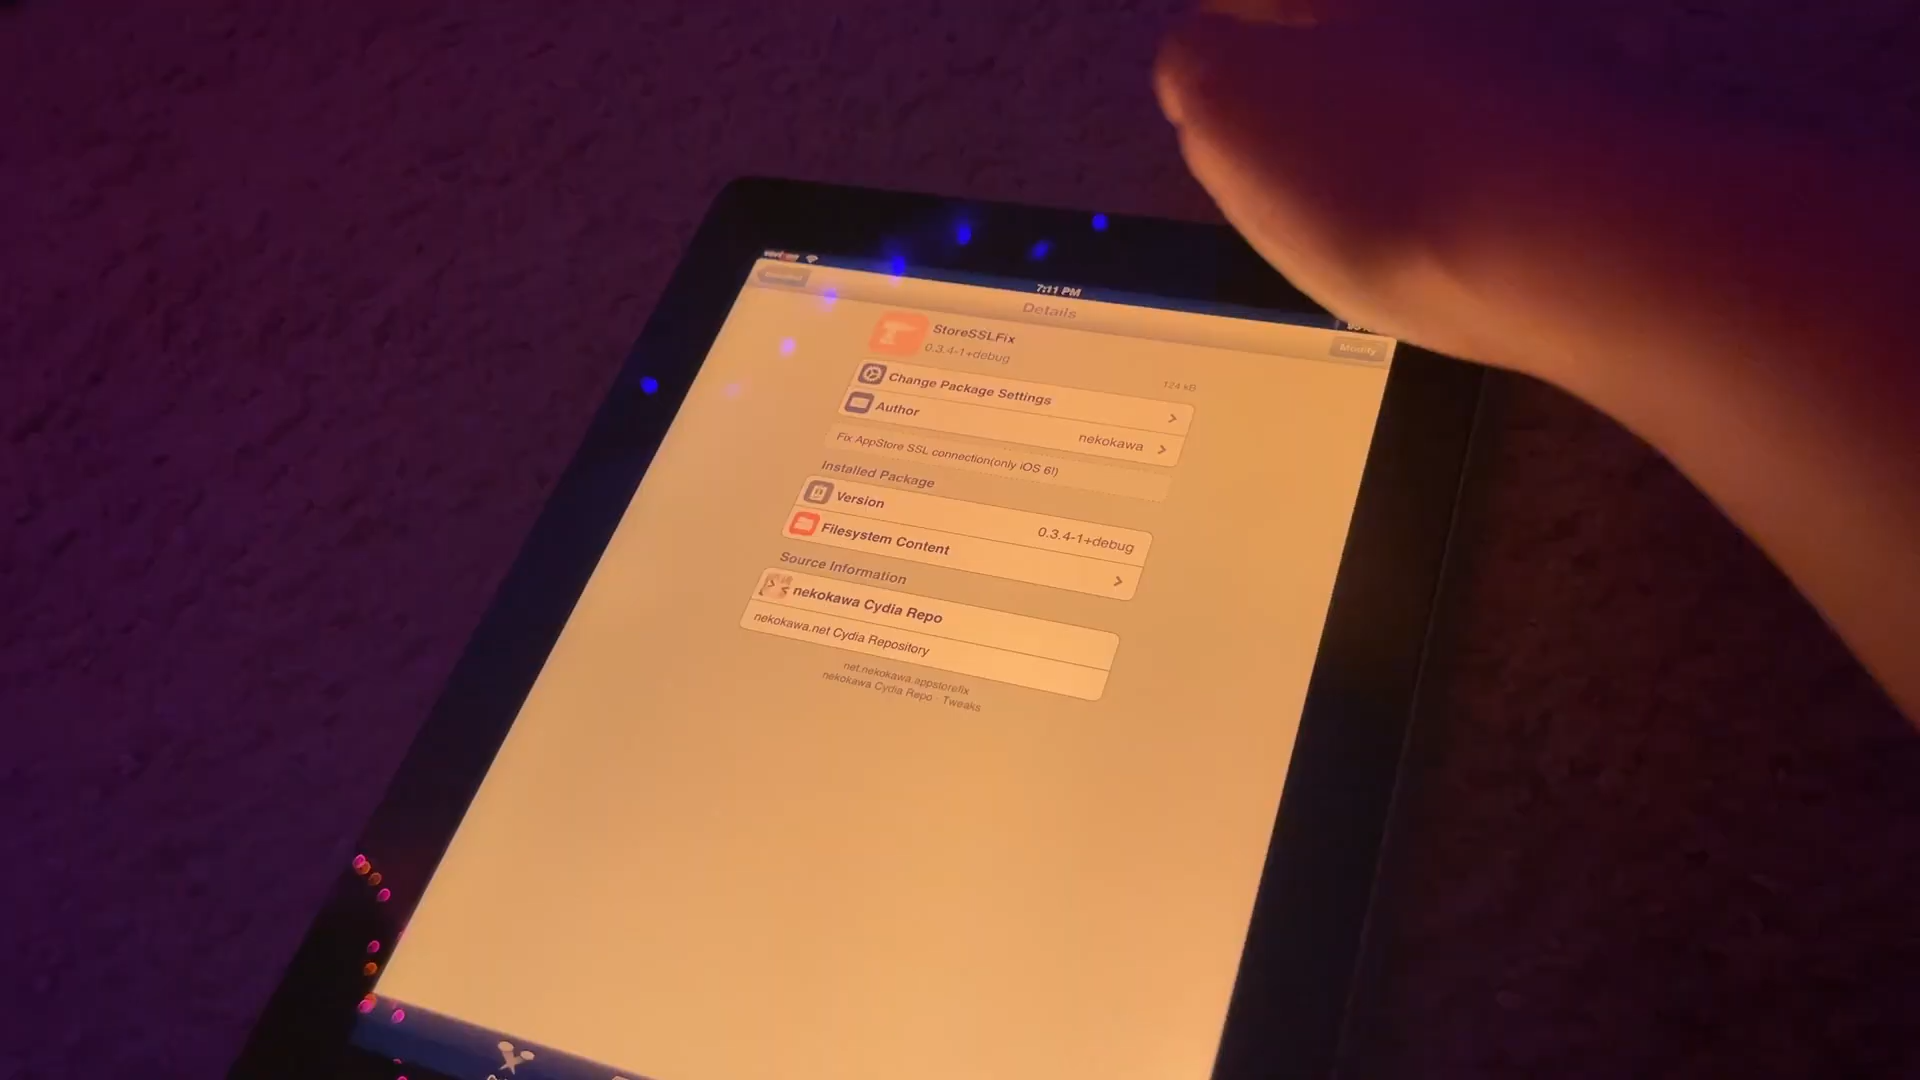 verizon
7:11 PM
Details
Modify
StoreSSLFix
0.3.4-1+debug
124 kB
Change Package Settings
Author
nekokawa
Fix AppStore SSL connection(only iOS 6!)
Installed Package
Version
0.3.4-1+debug
Filesystem Content
Source Information
nekokawa Cydia Repo
nekokawa.net Cydia Repository
net.nekokawa.appstorefix
nekokawa Cydia Repo · Tweaks